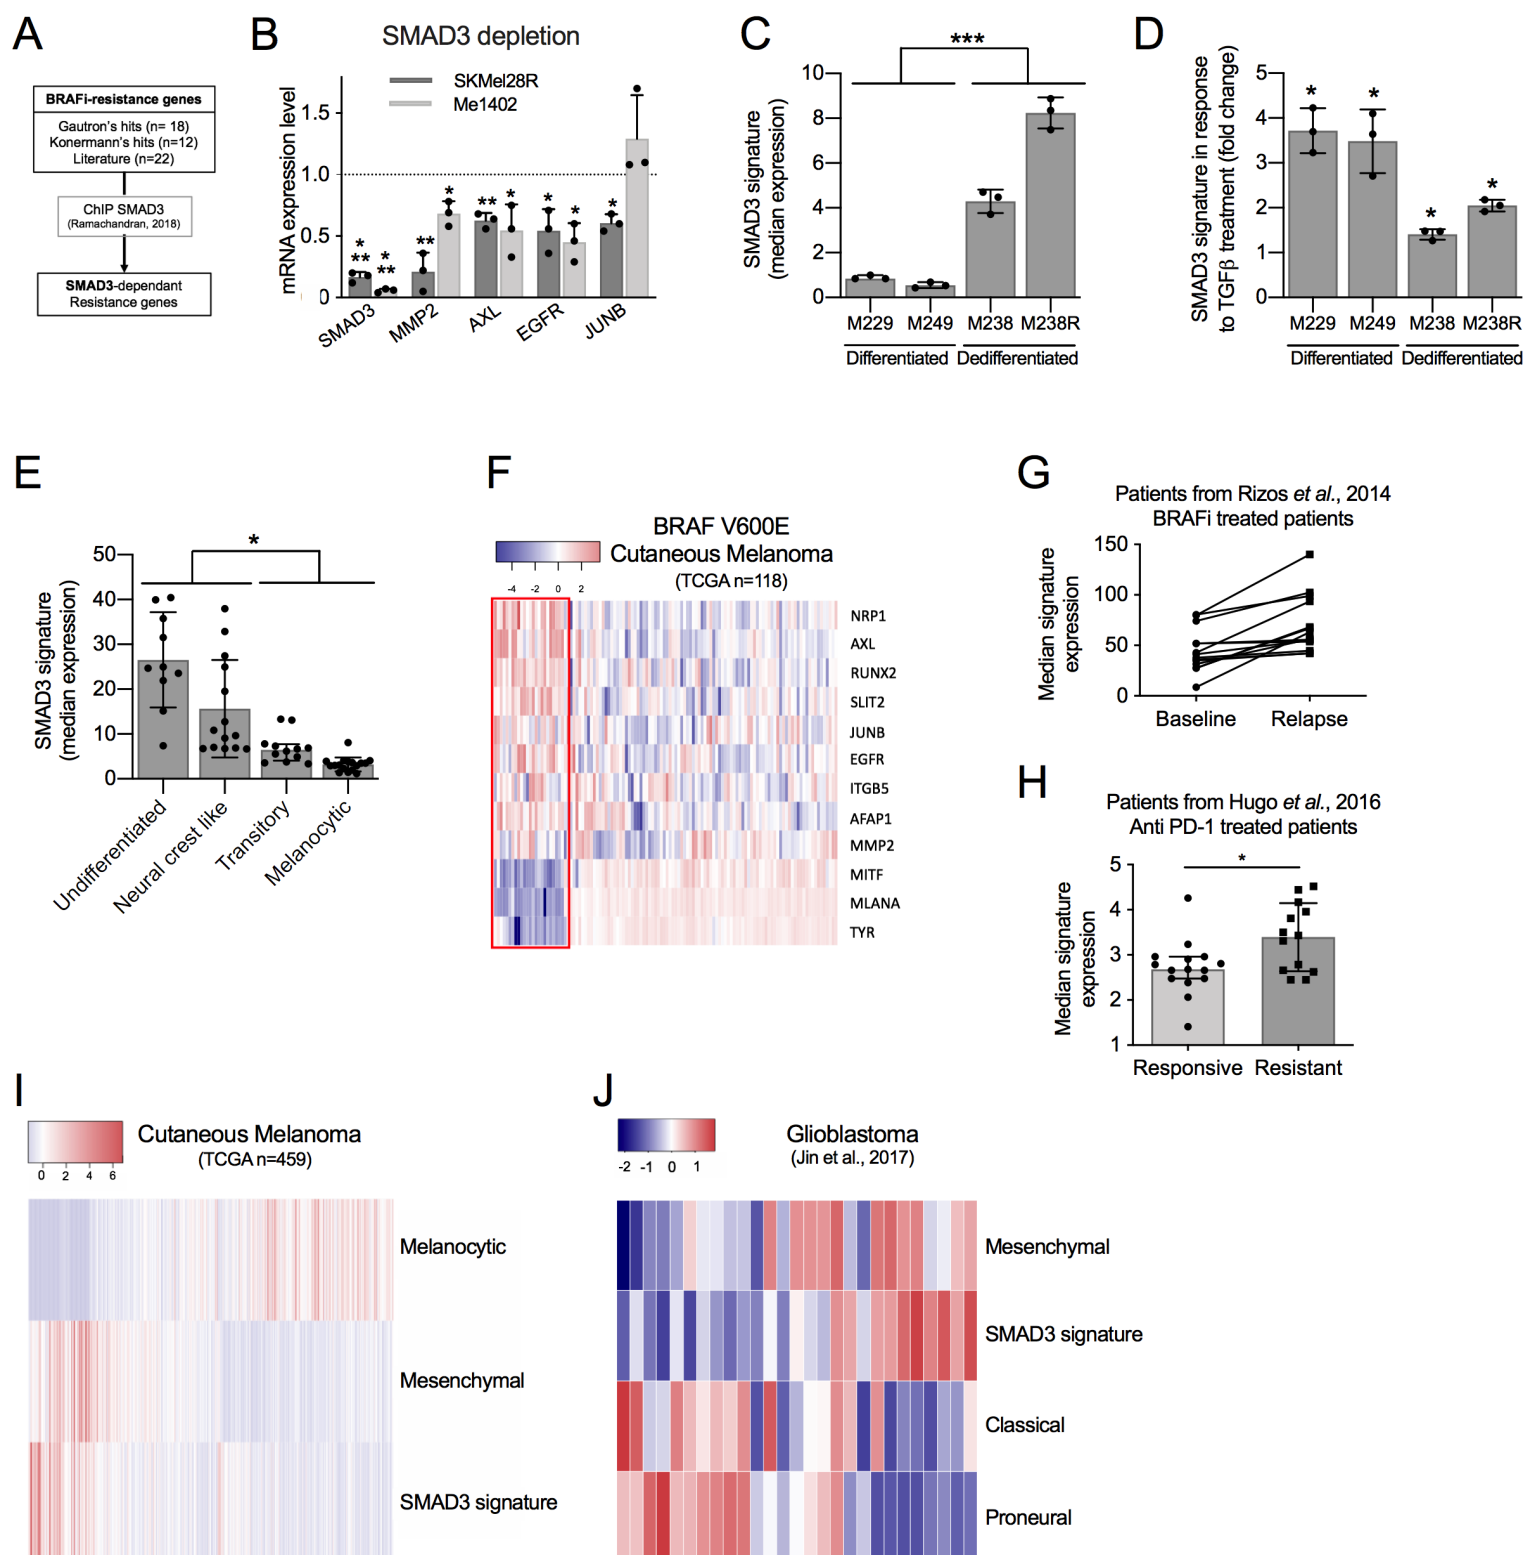 A
BRAFi-resistance genes
Gautron's hits (n= 18)
Konermann's hits (n=12)
Literature (n=22)
ChIP SMAD3
(Ramachandran, 2018)
SMAD3-dependant
Resistance genes
B
SMAD3 depletion
SKMel28R
Me1402
mRNA expression level
1.5
1.0
0.5
0
* ** * ** ** * ** * * * *
SMAD3 MMP2 AXL EGFR JUNB
C
***
SMAD3 signature
(median expression)
10
8
6
4
2
0
M229 M249 M238 M238R
Differentiated Dedifferentiated
D
SMAD3 signature in response
to TGFβ treatment (fold change)
5
4
3
2
1
0
* * * *
M229 M249 M238 M238R
Differentiated Dedifferentiated
E
*
SMAD3 signature
(median expression)
50
40
30
20
10
0
Undifferentiated
Neural crest like
Transitory
Melanocytic
F
BRAF V600E
Cutaneous Melanoma
(TCGA n=118)
-4 -2 0 2
NRP1
AXL
RUNX2
SLIT2
JUNB
EGFR
ITGB5
AFAP1
MMP2
MITF
MLANA
TYR
G
Patients from Rizos et al., 2014
BRAFi treated patients
Median signature
expression
150
100
50
0
Baseline Relapse
H
Patients from Hugo et al., 2016
Anti PD-1 treated patients
*
Median signature
expression
5
4
3
2
1
Responsive Resistant
I
Cutaneous Melanoma
(TCGA n=459)
0 2 4 6
Melanocytic
Mesenchymal
SMAD3 signature
J
Glioblastoma
(Jin et al., 2017)
-2 -1 0 1
Mesenchymal
SMAD3 signature
Classical
Proneural